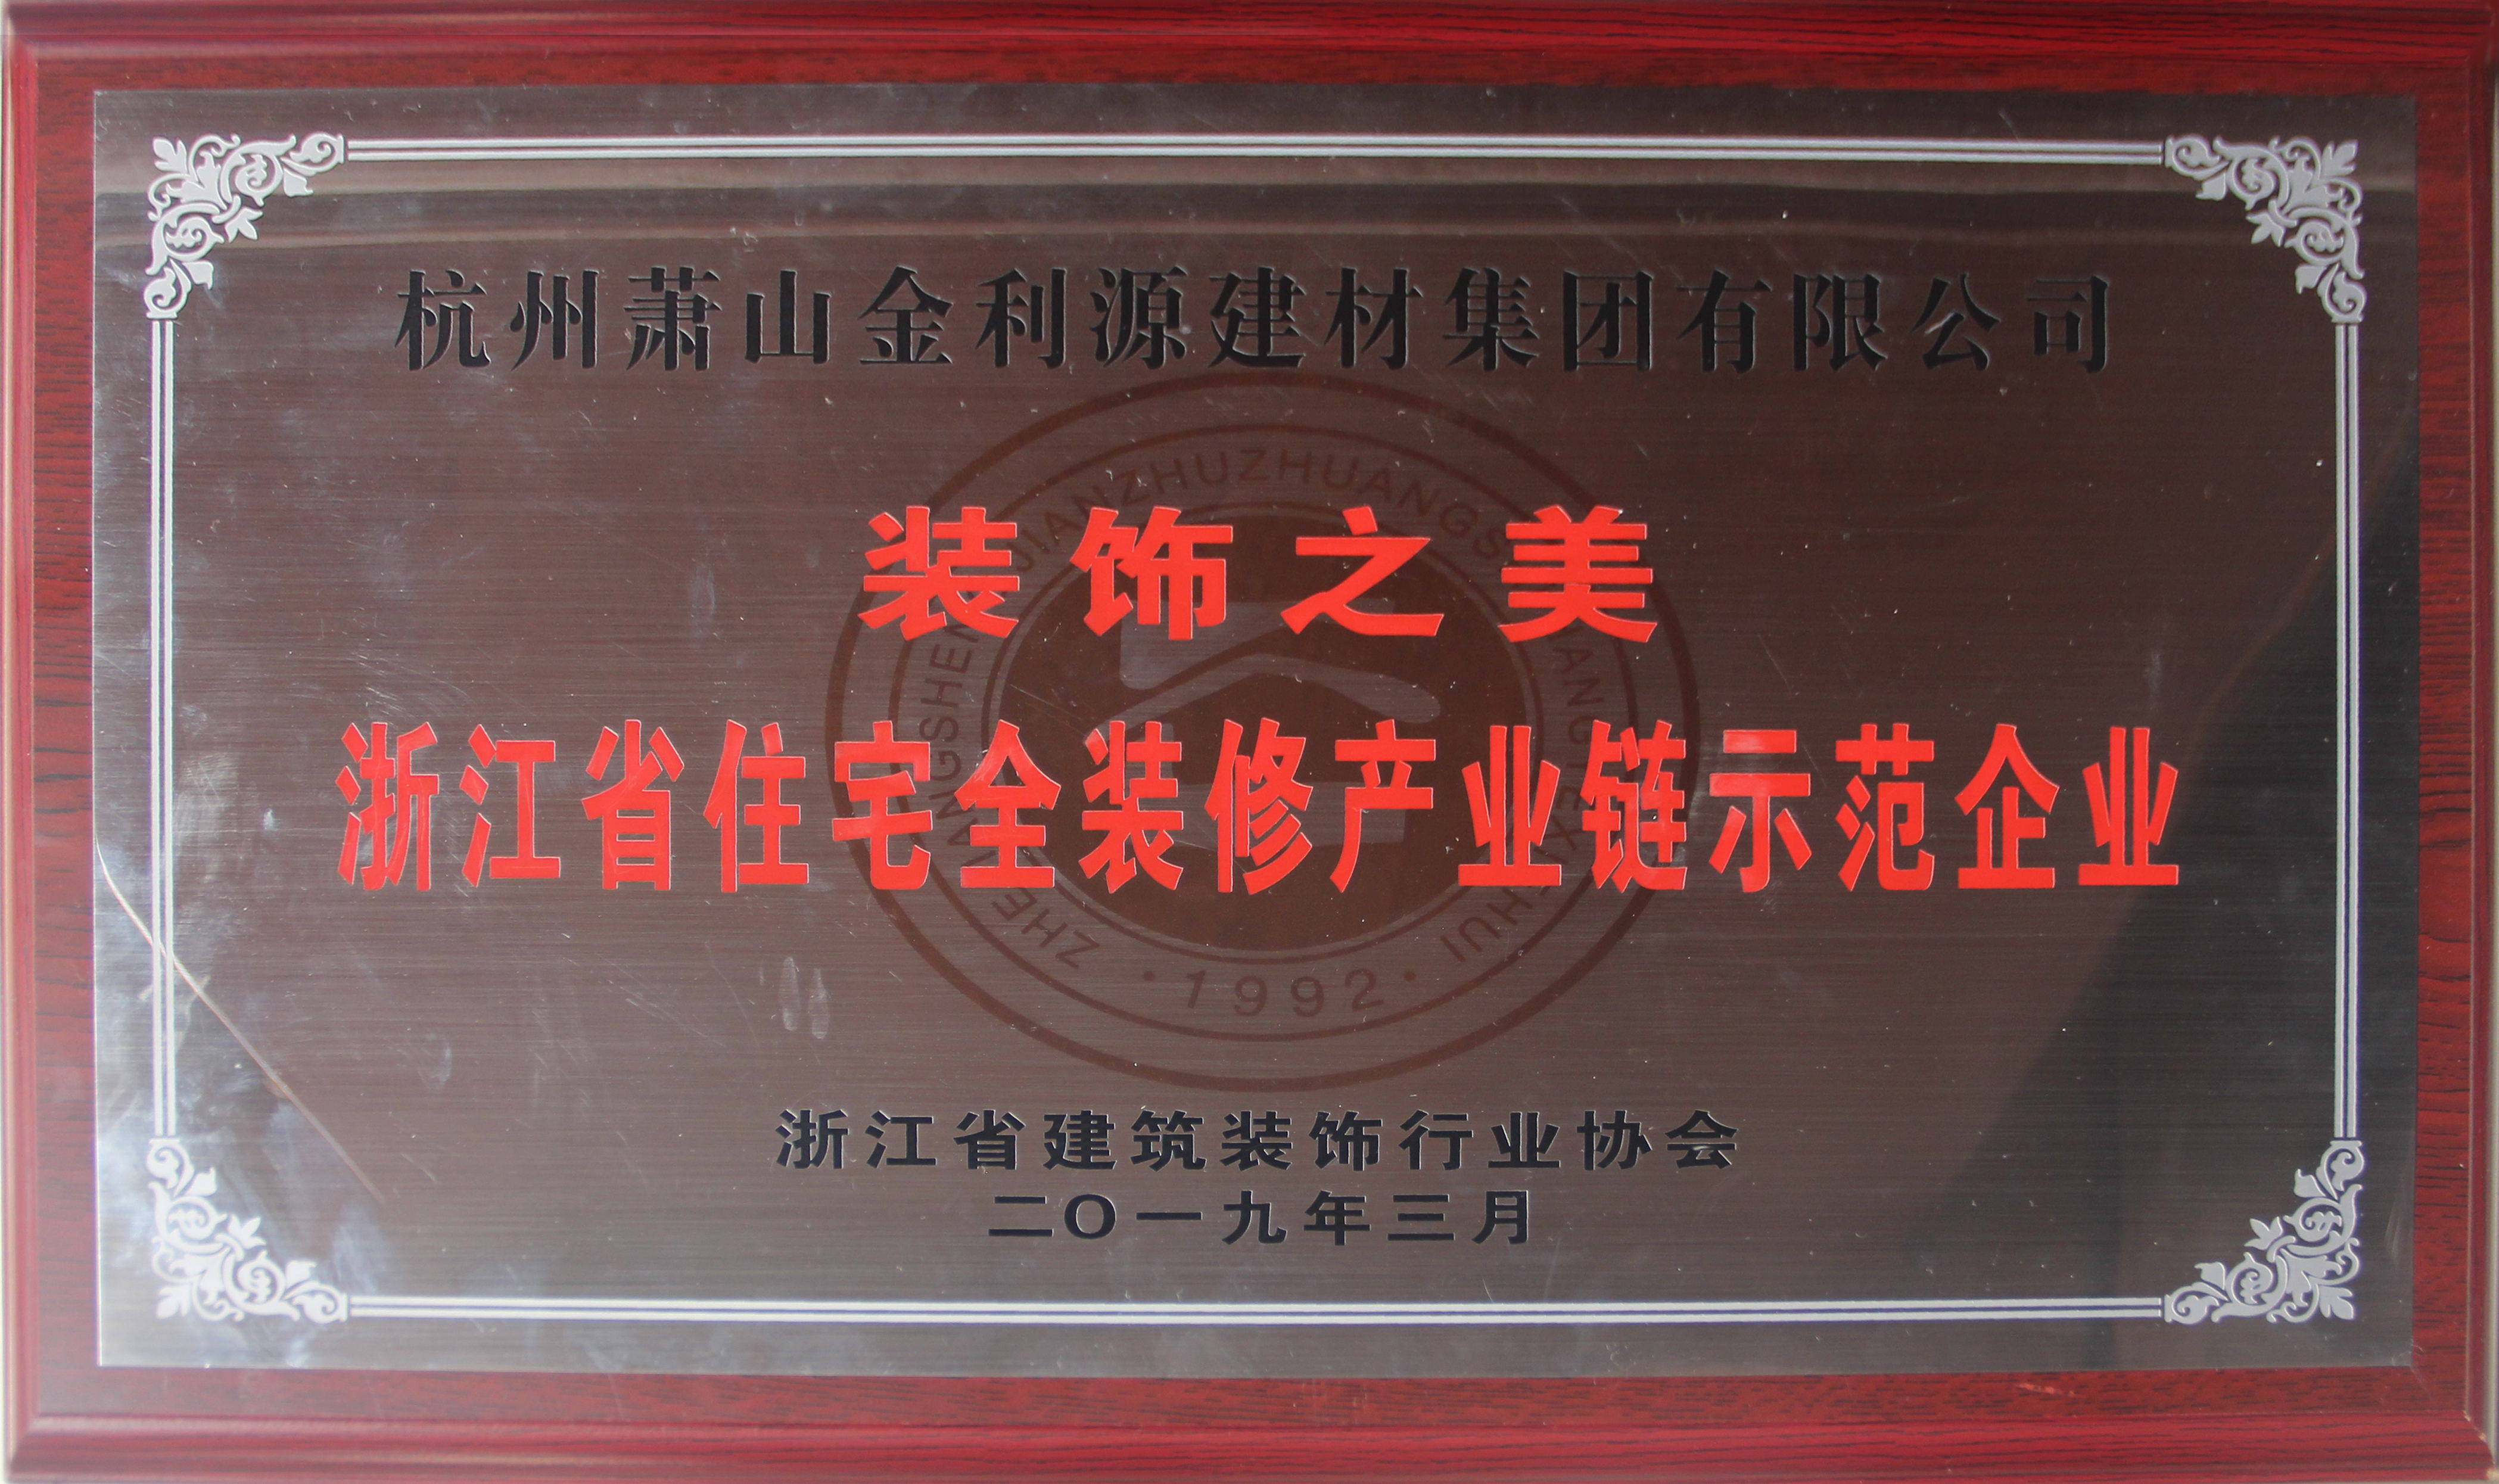 杭州萧山金利源建材集团有限公司
装饰之美
浙江省住宅全装修产业链示范企业
·1992·
浙江省建筑装饰行业协会
二〇一九年三月